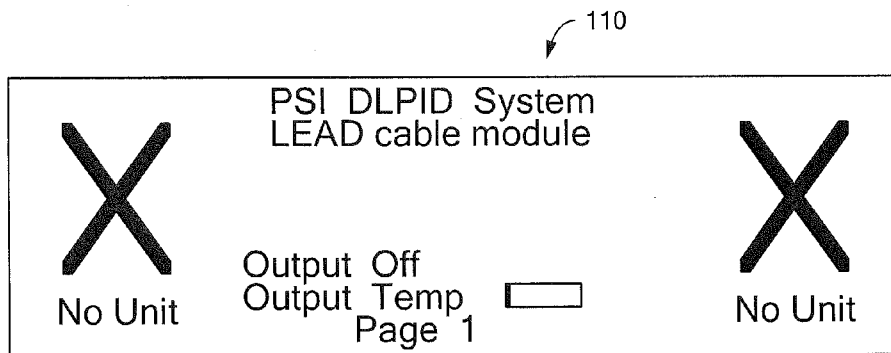 110
PSI DLPID System
LEAD cable module
Output Off
Output Temp
Page 1
No Unit
No Unit